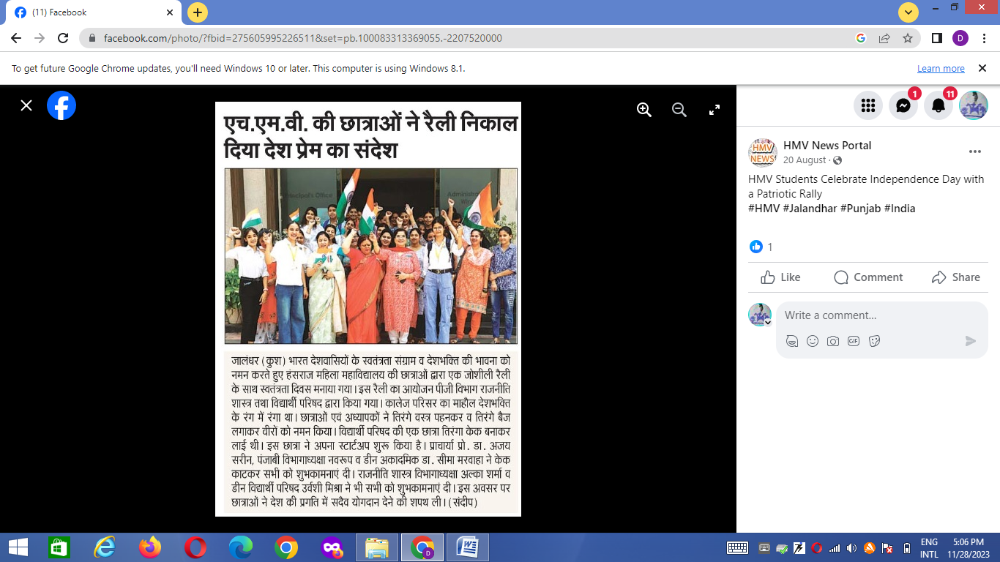 (11) Facebook
facebook.com/photo/?fbid=275605995226511&set=pb.100083313369055.-2207520000
D
To get future Google Chrome updates, you'll need Windows 10 or later. This computer is using Windows 8.1.
Learn more
एच.एम.वी. की छात्राओं ने रैली निकाल
दिया देश प्रेम का संदेश
Principal's Office
Administrative
Wing
जालंधर (कुश) भारत देशवासियों के स्वतंत्रता संग्राम व देशभक्ति की भावना को
नमन करते हुए हंसराज महिला महाविद्यालय की छात्राओं द्वारा एक जोशीली रैली
के साथ स्वतंत्रता दिवस मनाया गया। इस रैली का आयोजन पीजी विभाग राजनीति
शास्त्र तथा विद्यार्थी परिषद द्वारा किया गया। कालेज परिसर का माहौल देशभक्ति
के रंग में रंगा था। छात्राओं एवं अध्यापकों ने तिरंगे वस्त्र पहनकर व तिरंगे बैज
लगाकर वीरों को नमन किया। विद्यार्थी परिषद की एक छात्रा तिरंगा केक बनाकर
लाई थी। इस छात्रा ने अपना स्टार्टअप शुरू किया है। प्राचार्या प्रो. डा. अजय
सरीन, पंजाबी विभागाध्यक्षा नवरूप व डीन अकादमिक डा. सीमा मरवाहा ने केक
काटकर सभी को शुभकामनाएं दी। राजनीति शास्त्र विभागाध्यक्षा अल्का शर्मा व
डीन विद्यार्थी परिषद उर्वशी मिश्रा ने भी सभी को शुभकामनाएं दी। इस अवसर पर
छात्राओं ने देश की प्रगति में सदैव योगदान देने की शपथ ली। (संदीप)
1
11
HMV NEWS
HMV News Portal
20 August
HMV Students Celebrate Independence Day with
a Patriotic Rally
#HMV #Jalandhar #Punjab #India
1
Like
Comment
Share
Write a comment...
GIF
D
ENG
INTL
5:06 PM
11/28/2023